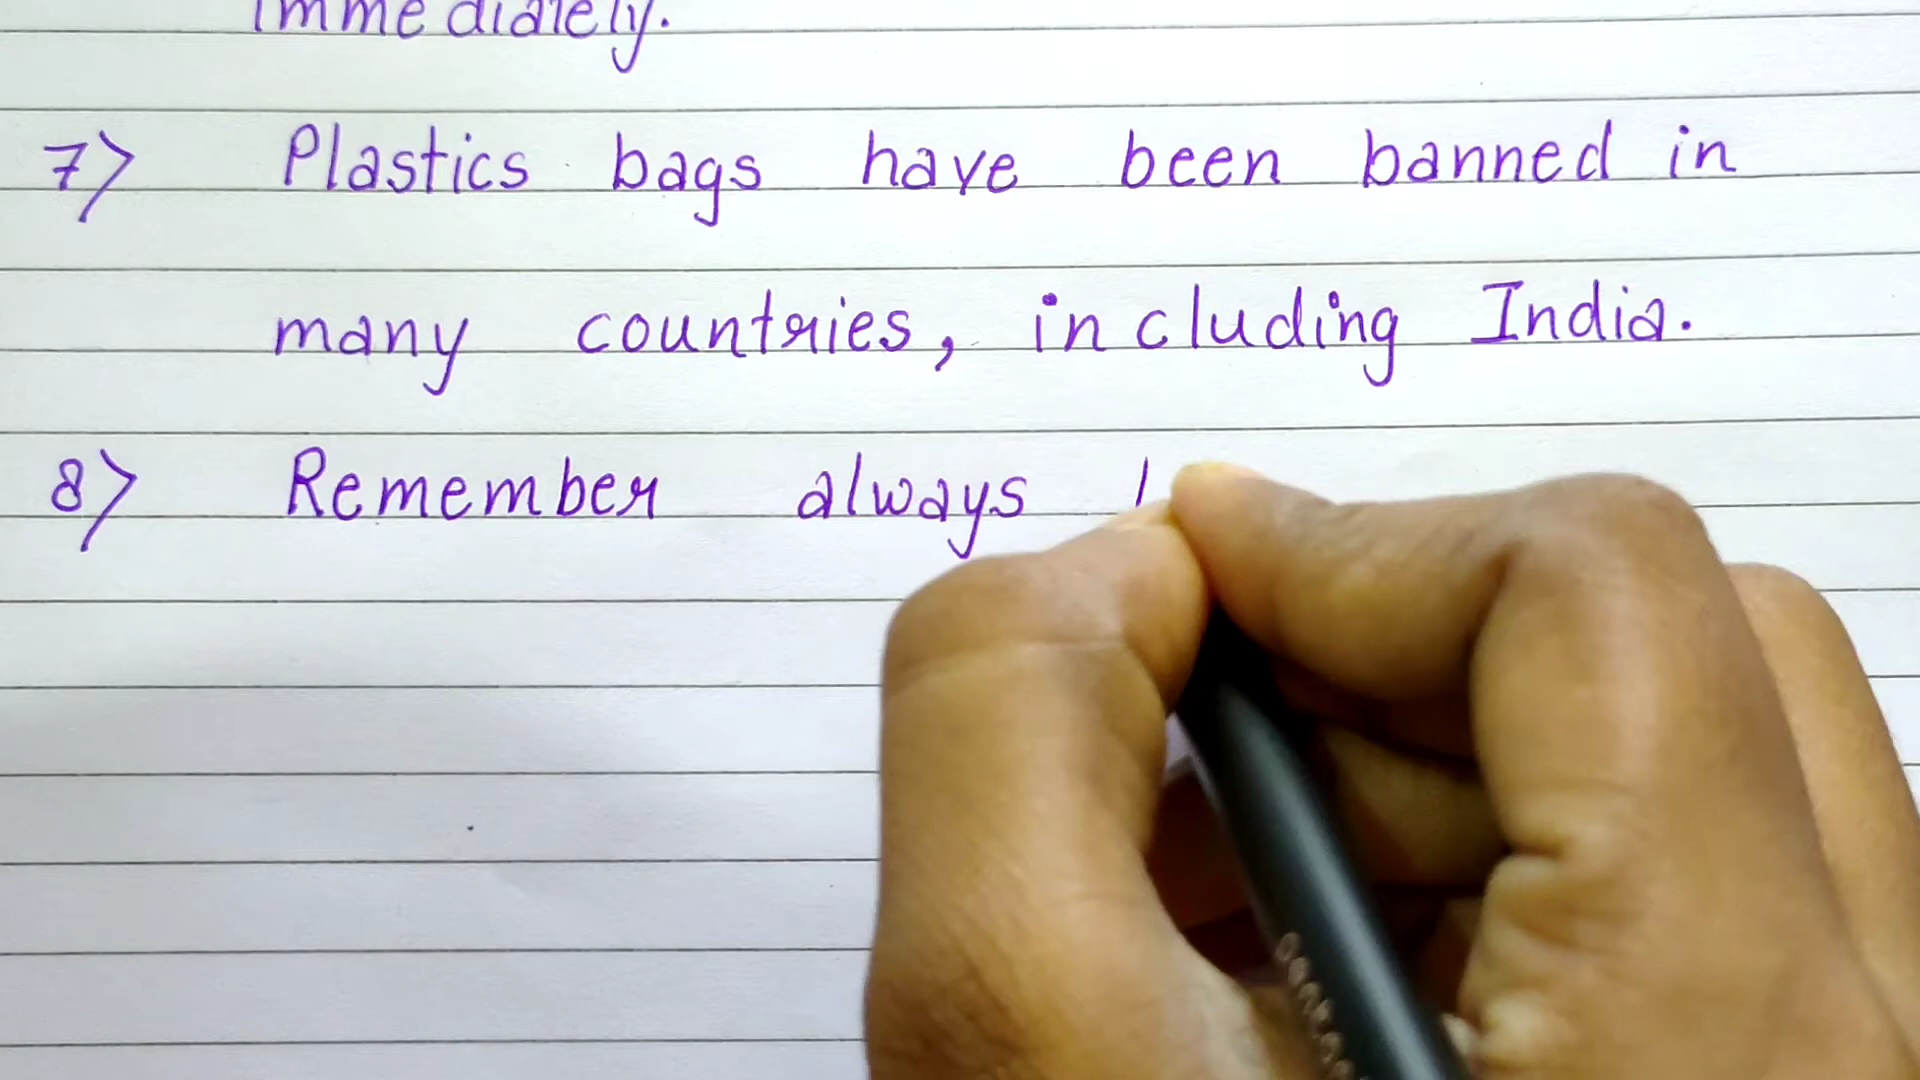 immediately.
7> Plastics bags have been banned in
many countries, including India.
8> Remember always